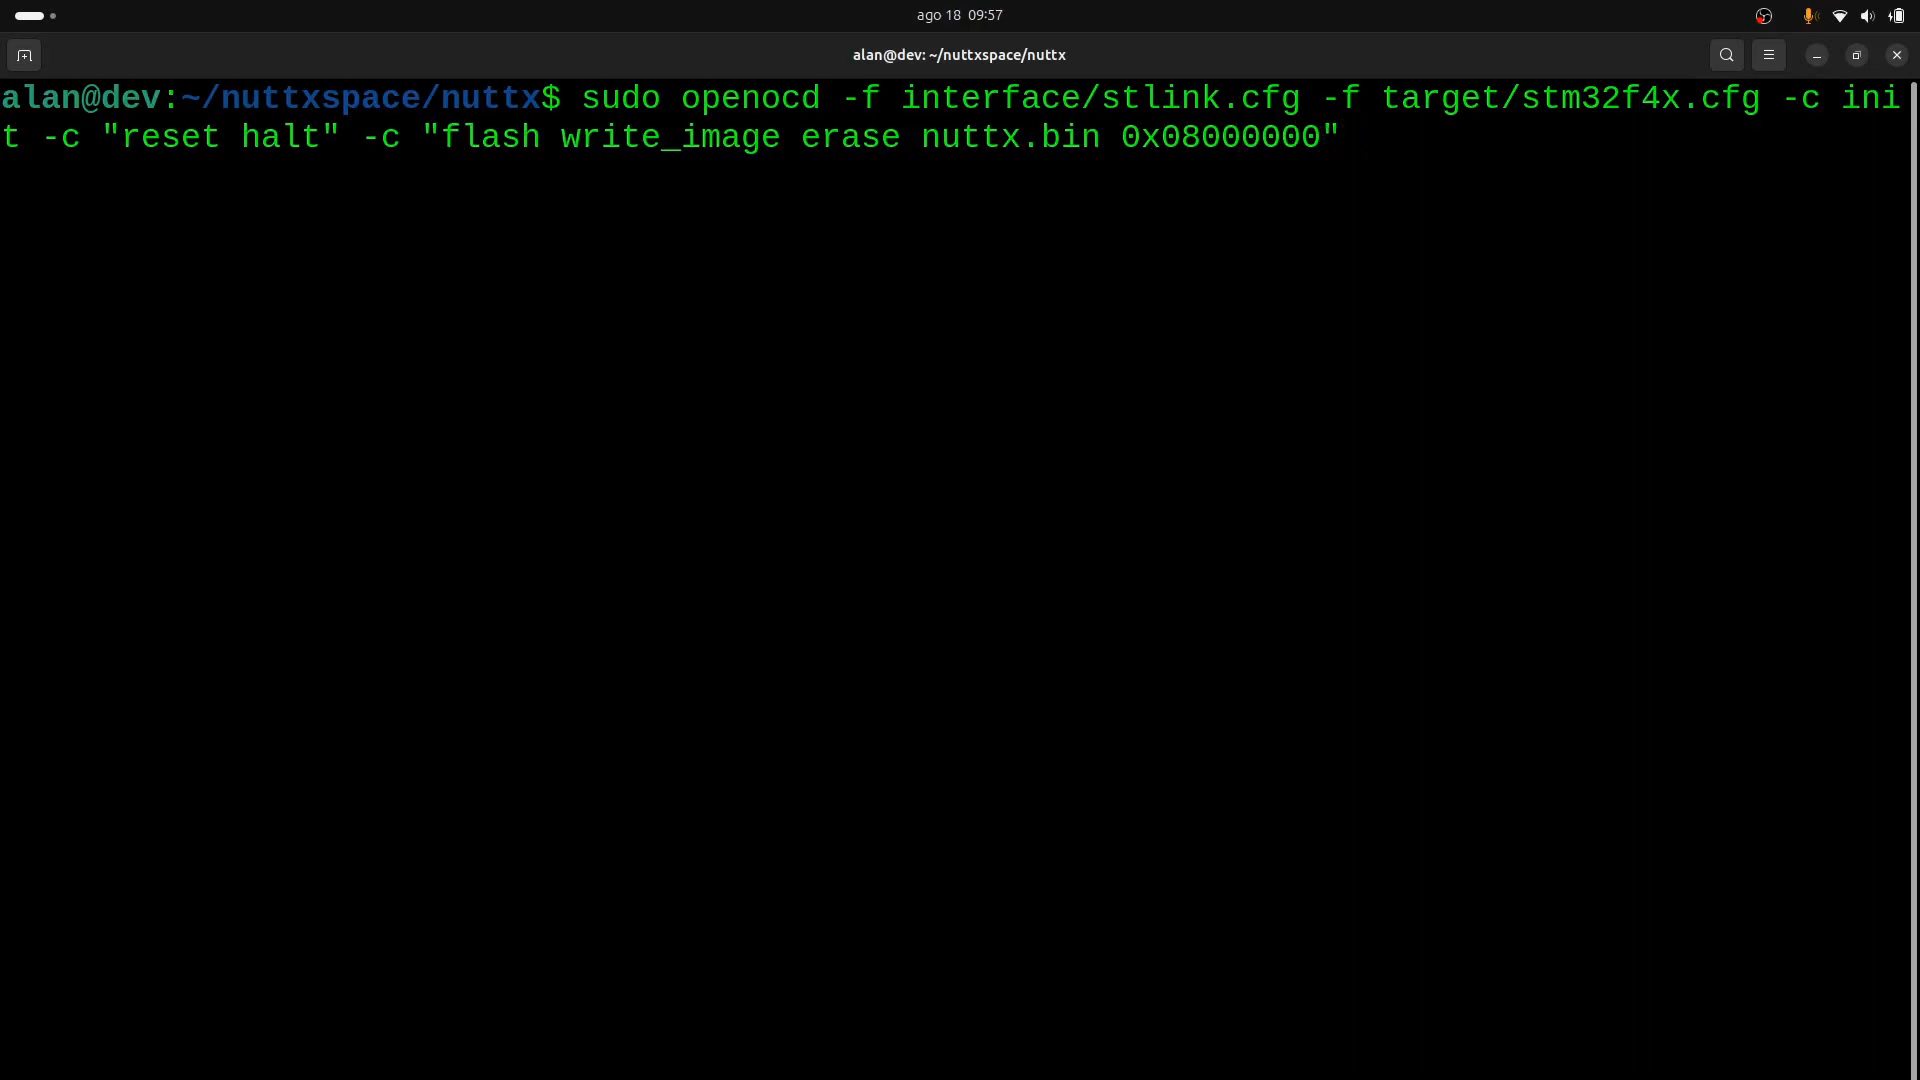 ago 18 09:57
alan@dev: ~/nuttxspace/nuttx
alan@dev:~/nuttxspace/nuttx$ sudo openocd -f interface/stlink.cfg -f target/stm32f4x.cfg -c ini
t -c "reset halt" -c "flash write_image erase nuttx.bin 0x08000000"